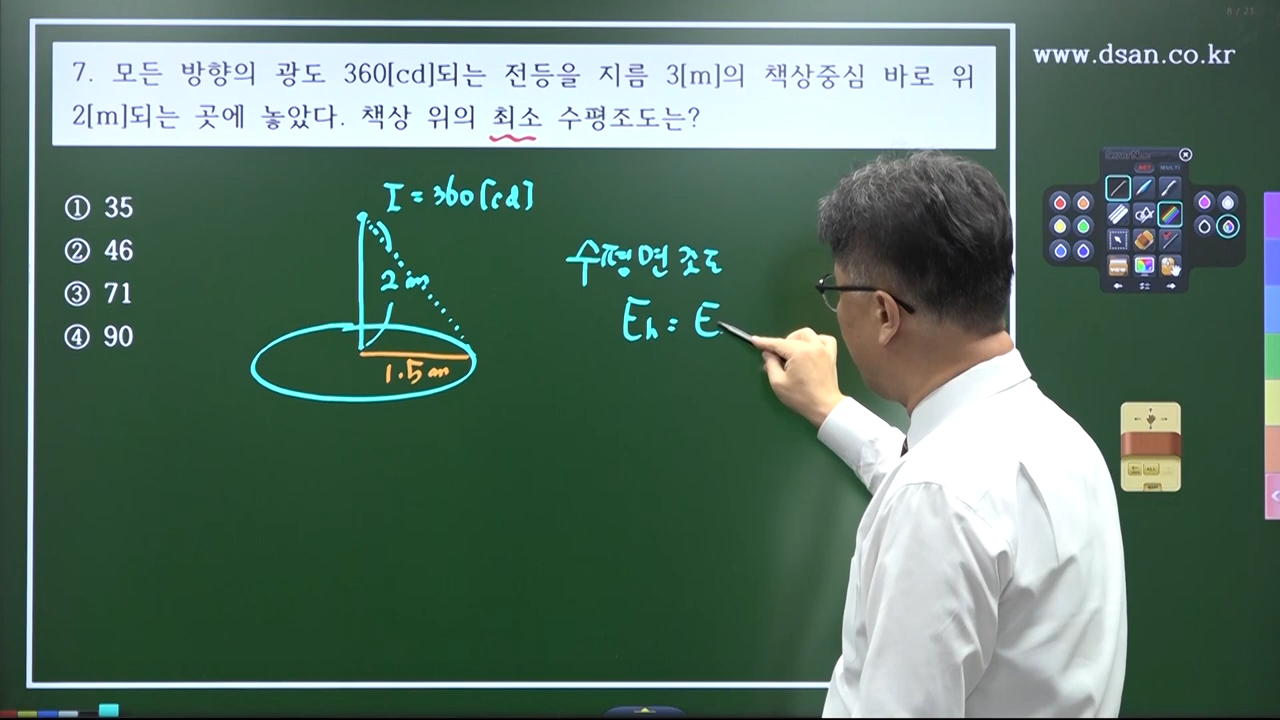 8 / 21
www.dsan.co.kr
7. 모든 방향의 광도 360[cd]되는 전등을 지름 3[m]의 책상중심 바로 위
2[m]되는 곳에 놓았다. 책상 위의 최소 수평조도는?
① 35
② 46
③ 71
④ 90
I = 360[cd]
2m
1.5m
수평면 조도
Eh = E